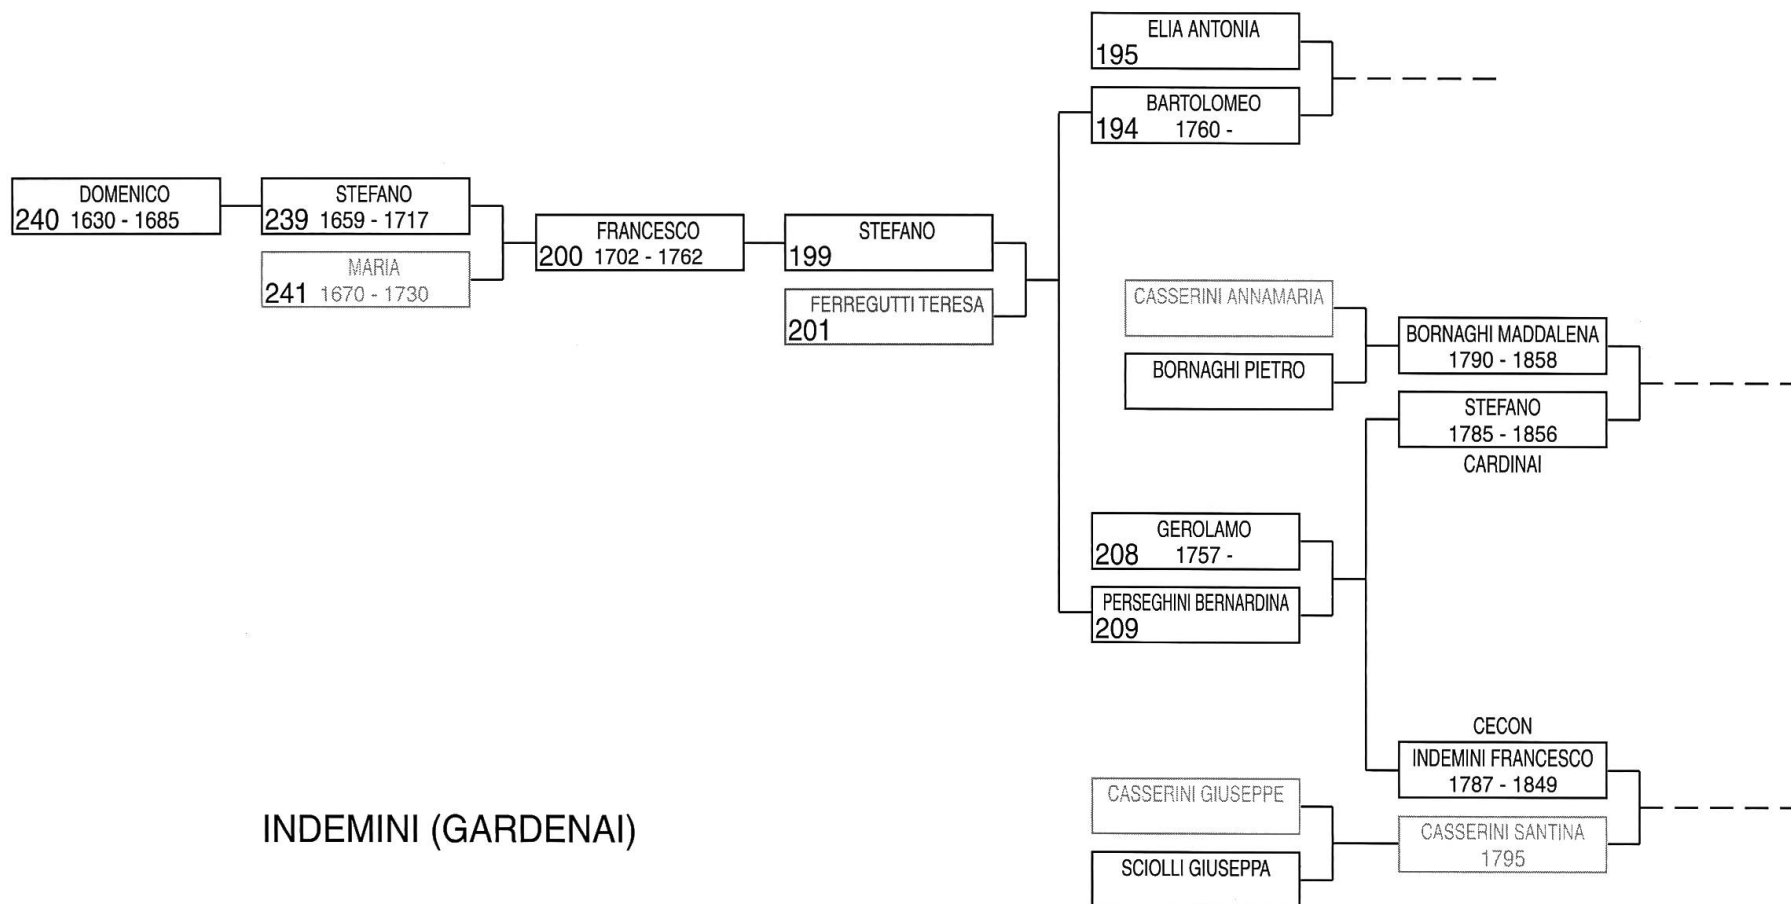 ELIA ANTONIA
195
BARTOLOMEO
194 1760 -
DOMENICO
240 1630 - 1685
STEFANO
239 1659 - 1717
MARIA
241 1670 - 1730
FRANCESCO
200 1702 - 1762
STEFANO
199
FERREGUTTI TERESA
201
CASSERINI ANNAMARIA
BORNAGHI PIETRO
BORNAGHI MADDALENA
1790 - 1858
STEFANO
1785 - 1856
CARDINAI
GEROLAMO
208 1757 -
PERSEGHINI BERNARDINA
209
CECON
INDEMINI FRANCESCO
1787 - 1849
CASSERINI GIUSEPPE
SCIOLLI GIUSEPPA
CASSERINI SANTINA
1795
INDEMINI (GARDENAI)